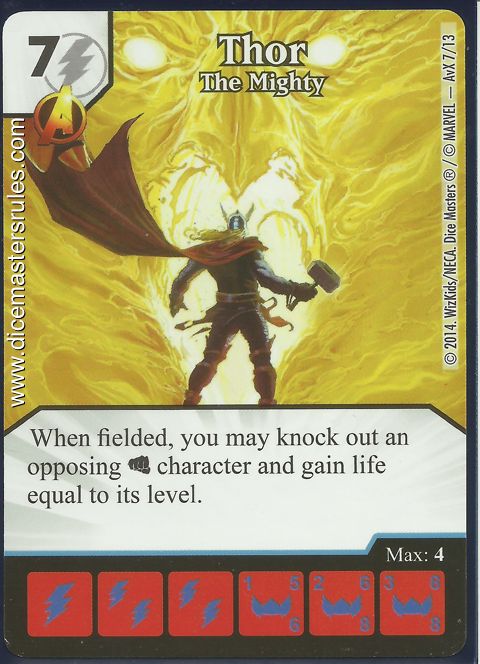 7
Thor
The Mighty
www.dicemastersrules.com
© 2014. WizKids/NECA. Dice Masters ® / © MARVEL — AvX 7/13
When fielded, you may knock out an
opposing character and gain life
equal to its level.
Max: 4
1 5 6
2 6 8
3 6 8